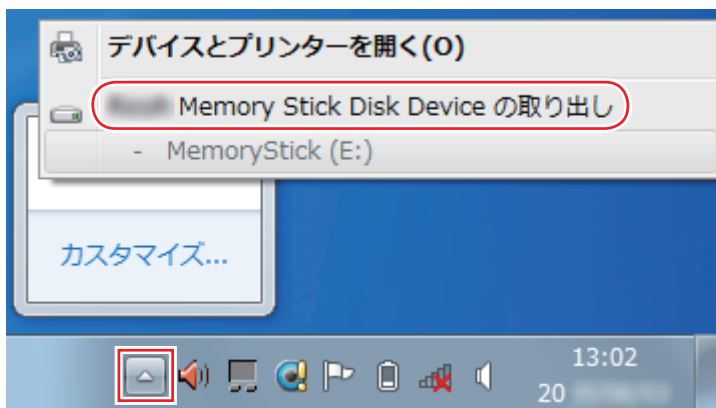 デバイスとプリンターを開く(O)
Memory Stick Disk Device の取り出し
- MemoryStick (E:)
カスタマイズ...
13:02
20